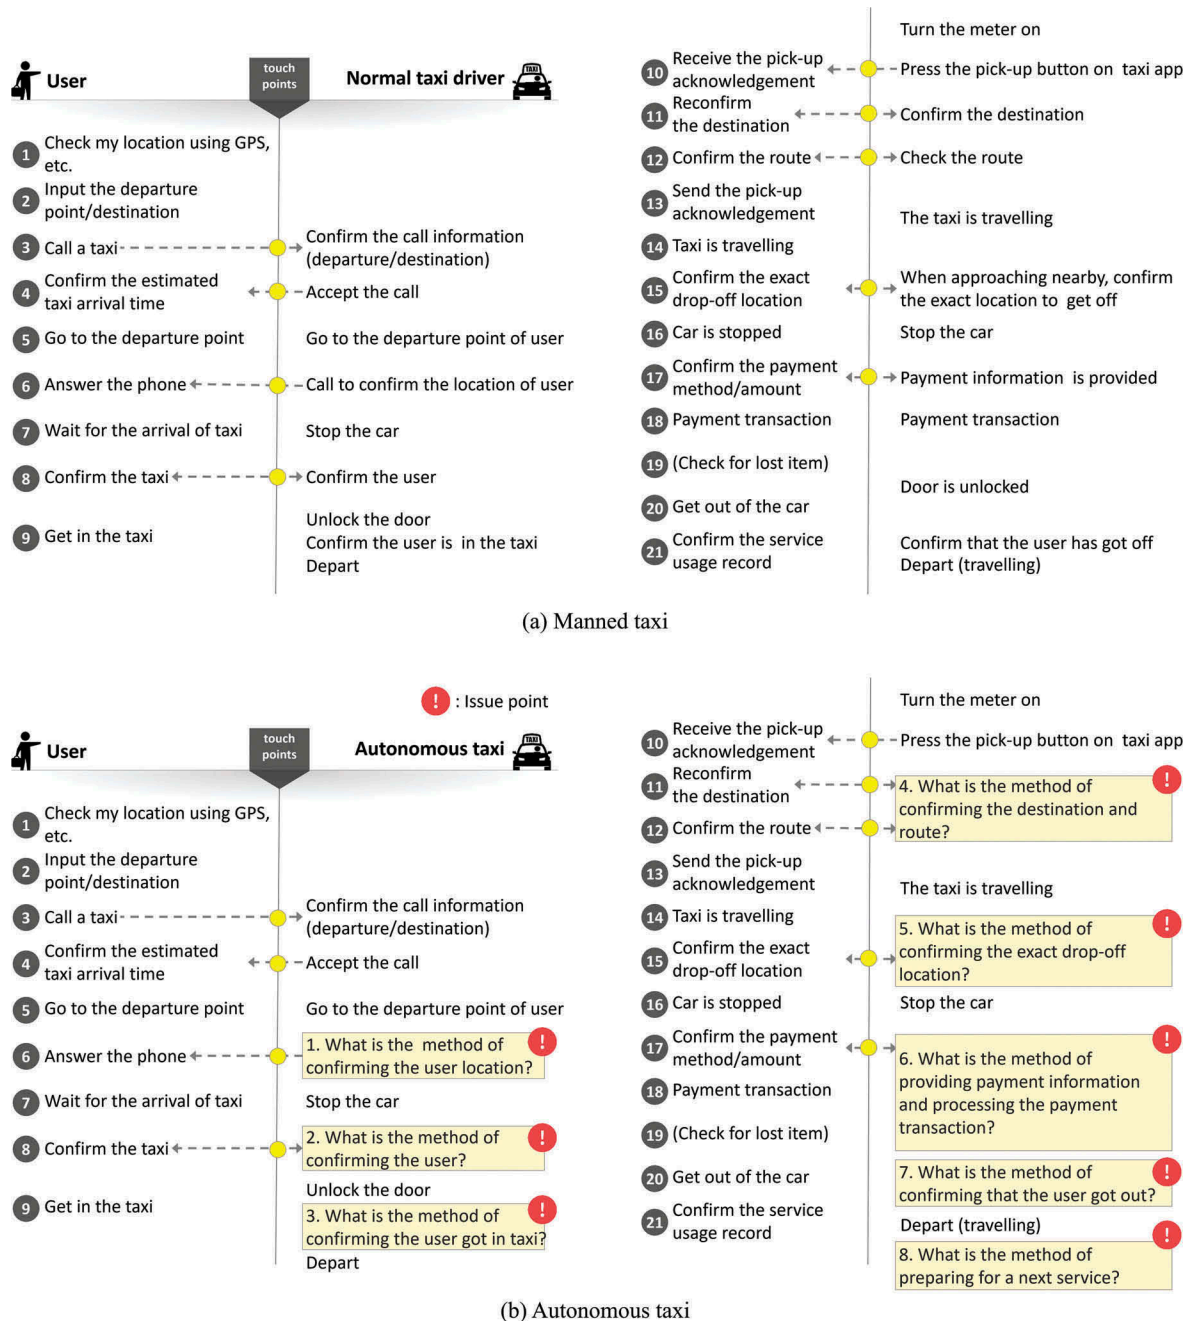 touch
points
User
Normal taxi driver
TAXI
1
Check my location using GPS,
etc.
2
Input the departure
point/destination
3
Call a taxi
Confirm the call information
(departure/destination)
4
Confirm the estimated
taxi arrival time
Accept the call
5
Go to the departure point
Go to the departure point of user
6
Answer the phone
Call to confirm the location of user
7
Wait for the arrival of taxi
Stop the car
8
Confirm the taxi
Confirm the user
9
Get in the taxi
Unlock the door
Confirm the user is in the taxi
Depart
Turn the meter on
10
Receive the pick-up
acknowledgement
Press the pick-up button on taxi app
11
Reconfirm
the destination
Confirm the destination
12
Confirm the route
Check the route
13
Send the pick-up
acknowledgement
The taxi is travelling
14
Taxi is travelling
15
Confirm the exact
drop-off location
When approaching nearby, confirm
the exact location to get off
16
Car is stopped
Stop the car
17
Confirm the payment
method/amount
Payment information is provided
18
Payment transaction
Payment transaction
19
(Check for lost item)
Door is unlocked
20
Get out of the car
21
Confirm the service
usage record
Confirm that the user has got off
Depart (travelling)
(a) Manned taxi
! : Issue point
touch
points
User
Autonomous taxi
TAXI
1
Check my location using GPS,
etc.
2
Input the departure
point/destination
3
Call a taxi
Confirm the call information
(departure/destination)
4
Confirm the estimated
taxi arrival time
Accept the call
5
Go to the departure point
Go to the departure point of user
6
Answer the phone
1. What is the method of
confirming the user location?
!
7
Wait for the arrival of taxi
Stop the car
8
Confirm the taxi
2. What is the method of
confirming the user?
!
Unlock the door
9
Get in the taxi
3. What is the method of
confirming the user got in taxi?
!
Depart
Turn the meter on
10
Receive the pick-up
acknowledgement
Press the pick-up button on taxi app
11
Reconfirm
the destination
4. What is the method of
confirming the destination and
route?
!
12
Confirm the route
13
Send the pick-up
acknowledgement
The taxi is travelling
14
Taxi is travelling
5. What is the method of
confirming the exact drop-off
location?
!
15
Confirm the exact
drop-off location
16
Car is stopped
Stop the car
17
Confirm the payment
method/amount
6. What is the method of
providing payment information
and processing the payment
transaction?
!
18
Payment transaction
19
(Check for lost item)
20
Get out of the car
7. What is the method of
confirming that the user got out?
!
21
Confirm the service
usage record
Depart (travelling)
8. What is the method of
preparing for a next service?
!
(b) Autonomous taxi